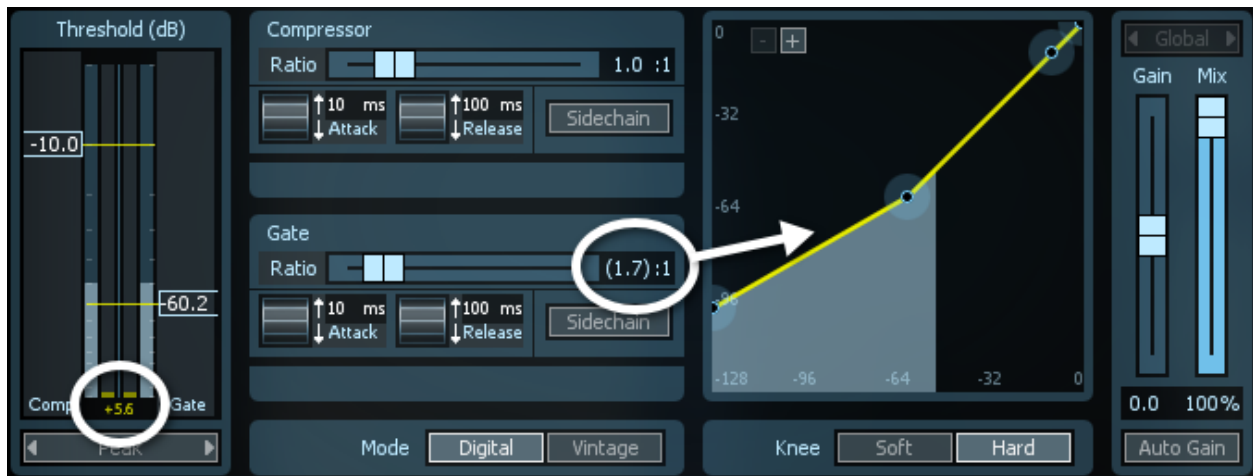 Threshold (dB)
-10.0
-60.2
Comp
+5.6
Gate
Peak
Compressor
Ratio
1.0 :1
10 ms
Attack
100 ms
Release
Sidechain
Gate
Ratio
(1.7):1
10 ms
Attack
100 ms
Release
Sidechain
Mode
Digital
Vintage
0
-
+
-32
-64
-96
-128
-96
-64
-32
0
Knee
Soft
Hard
Global
Gain
Mix
0.0
100%
Auto Gain